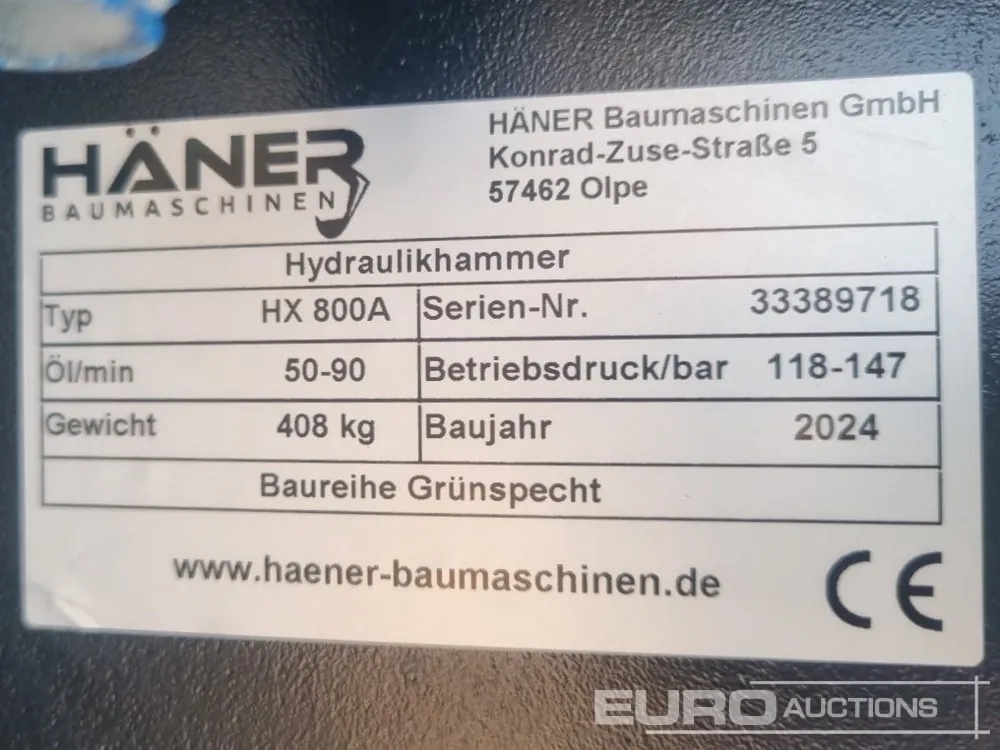 HÄNER
BAUMASCHINEN
HÄNER Baumaschinen GmbH
Konrad-Zuse-Straße 5
57462 Olpe
Hydraulikhammer
Typ HX 800A Serien-Nr. 33389718
Öl/min 50-90 Betriebsdruck/bar 118-147
Gewicht 408 kg Baujahr 2024
Baureihe Grünspecht
www.haener-baumaschinen.de
CE
EURO AUCTIONS